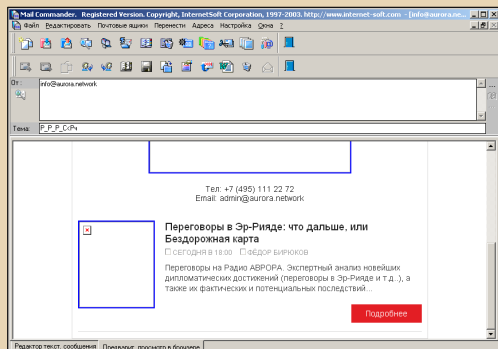 Mail Commander. Registered Version. Copyright, InternetSoft Corporation, 1997-2003. http://www.internet-soft.com - [info@aurora.ne...
Файл Редактировать Почтовые ящики Перенести Адреса Настройка Окна ?
От:
info@aurora.network
...
Тема:
Р_Р_Р_СЄРч
Тел: +7 (495) 111 22 72
Email: admin@aurora.network
Переговоры в Эр-Рияде: что дальше, или
Бездорожная карта
СЕГОДНЯ В 18:00 ФЁДОР БИРЮКОВ
Переговоры на Радио АВРОРА. Экспертный анализ новейших
дипломатических достижений (переговоры в Эр-Рияде и т.д..), а
также их фактических и потенциальных последствий...
Подробнее
Редактор текст. сообщения Предварит. просмотр в браузере